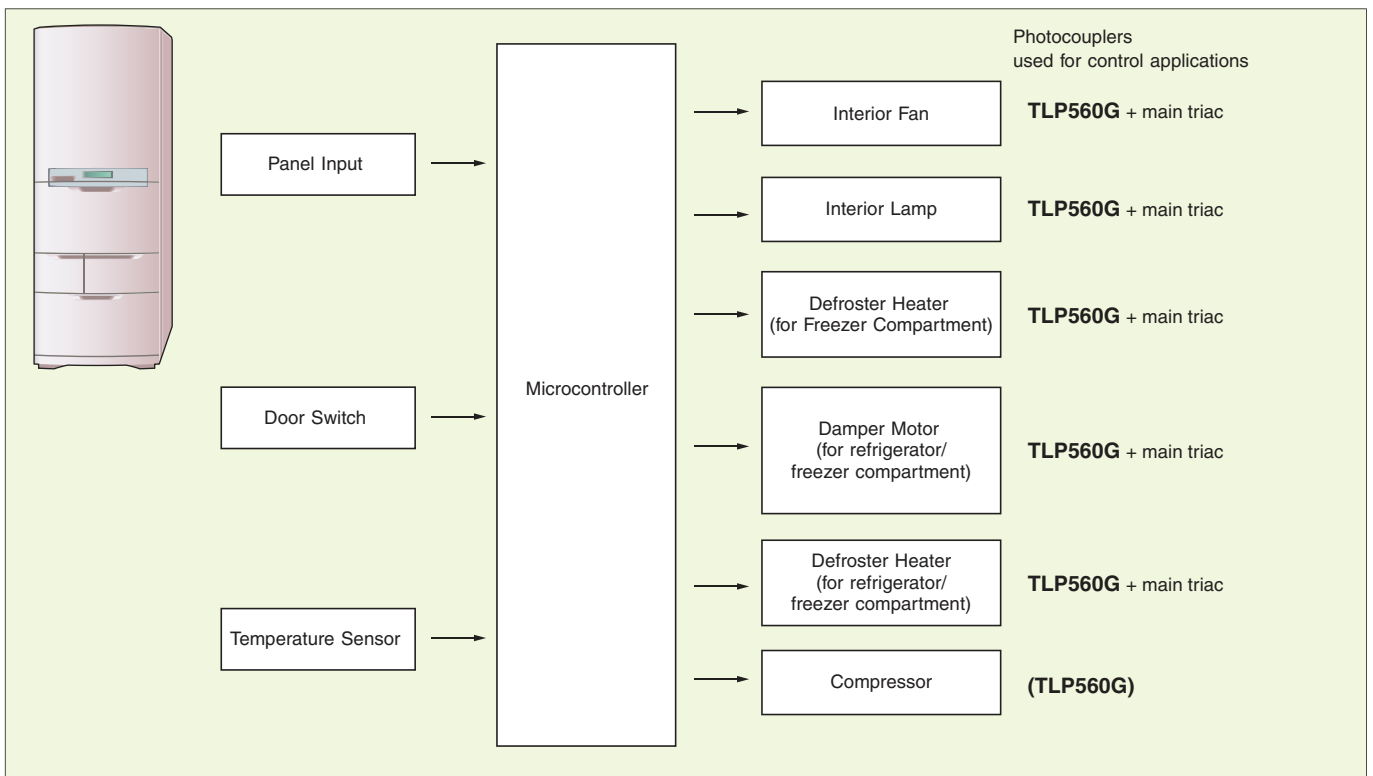 Photocouplers
used for control applications
Panel Input
Door Switch
Temperature Sensor
Microcontroller
Interior Fan
TLP560G + main triac
Interior Lamp
TLP560G + main triac
Defroster Heater
(for Freezer Compartment)
TLP560G + main triac
Damper Motor
(for refrigerator/
freezer compartment)
TLP560G + main triac
Defroster Heater
(for refrigerator/
freezer compartment)
TLP560G + main triac
Compressor
(TLP560G)